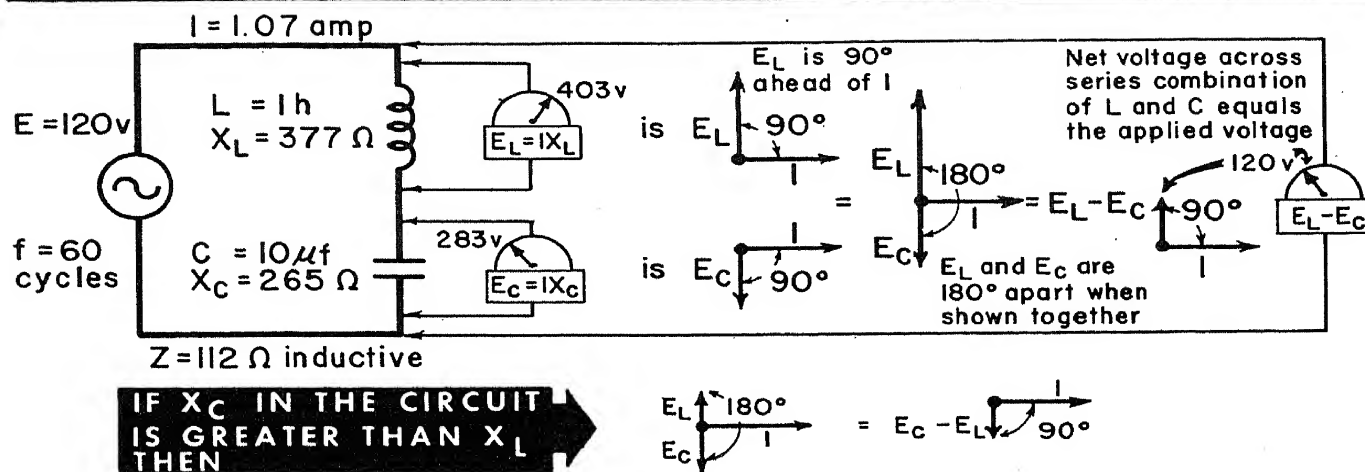 I = 1.07 amp
E = 120v
f = 60
cycles
L = 1h
X_L = 377 Ω
C = 10μf
X_C = 265 Ω
Z = 112 Ω inductive
403v
E_L = IX_L
283v
E_C = IX_C
is E_L
E_L is 90°
ahead of I
90°
I
is E_C
I
90°
=
E_L
180°
I
E_C
E_L and E_C are
180° apart when
shown together
= E_L - E_C
90°
I
Net voltage across
series combination
of L and C equals
the applied voltage
120v
E_L - E_C
IF X_C IN THE CIRCUIT
IS GREATER THAN X_L
THEN
E_L
180°
I
E_C
= E_C - E_L
I
90°